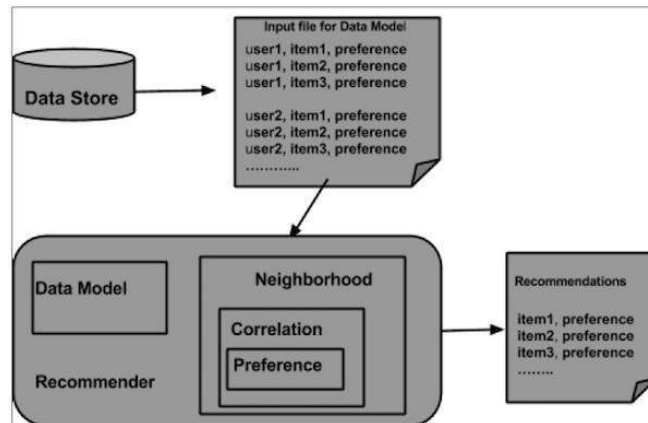 Input file for Data Model
user1, item1, preference
user1, item2, preference
user1, item3, preference
user2, item1, preference
user2, item2, preference
user2, item3, preference
………..
Data Store
Data Model
Neighborhood
Correlation
Preference
Recommender
Recommendations
item1, preference
item2, preference
item3, preference
……..